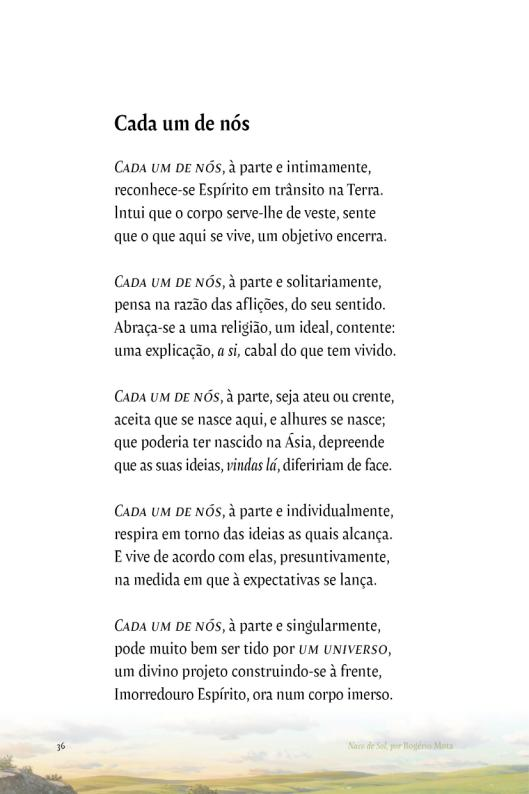 Cada um de nós
CADA UM DE NÓS, à parte e intimamente,
reconhece-se Espírito em trânsito na Terra.
Intui que o corpo serve-lhe de veste, sente
que o que aqui se vive, um objetivo encerra.
CADA UM DE NÓS, à parte e solitariamente,
pensa na razão das aflições, do seu sentido.
Abraça-se a uma religião, um ideal, contente:
uma explicação, a si, cabal do que tem vivido.
CADA UM DE NÓS, à parte, seja ateu ou crente,
aceita que se nasce aqui, e alhures se nasce;
que poderia ter nascido na Ásia, depreende
que as suas ideias, vindas lá, difeririam de face.
CADA UM DE NÓS, à parte e individualmente,
respira em torno das ideias as quais alcança.
E vive de acordo com elas, presuntivamente,
na medida em que à expectativas se lança.
CADA UM DE NÓS, à parte e singularmente,
pode muito bem ser tido por UM UNIVERSO,
um divino projeto construindo-se à frente,
Imorredouro Espírito, ora num corpo imerso.
36
Naco de Sol, por Rogério Mota